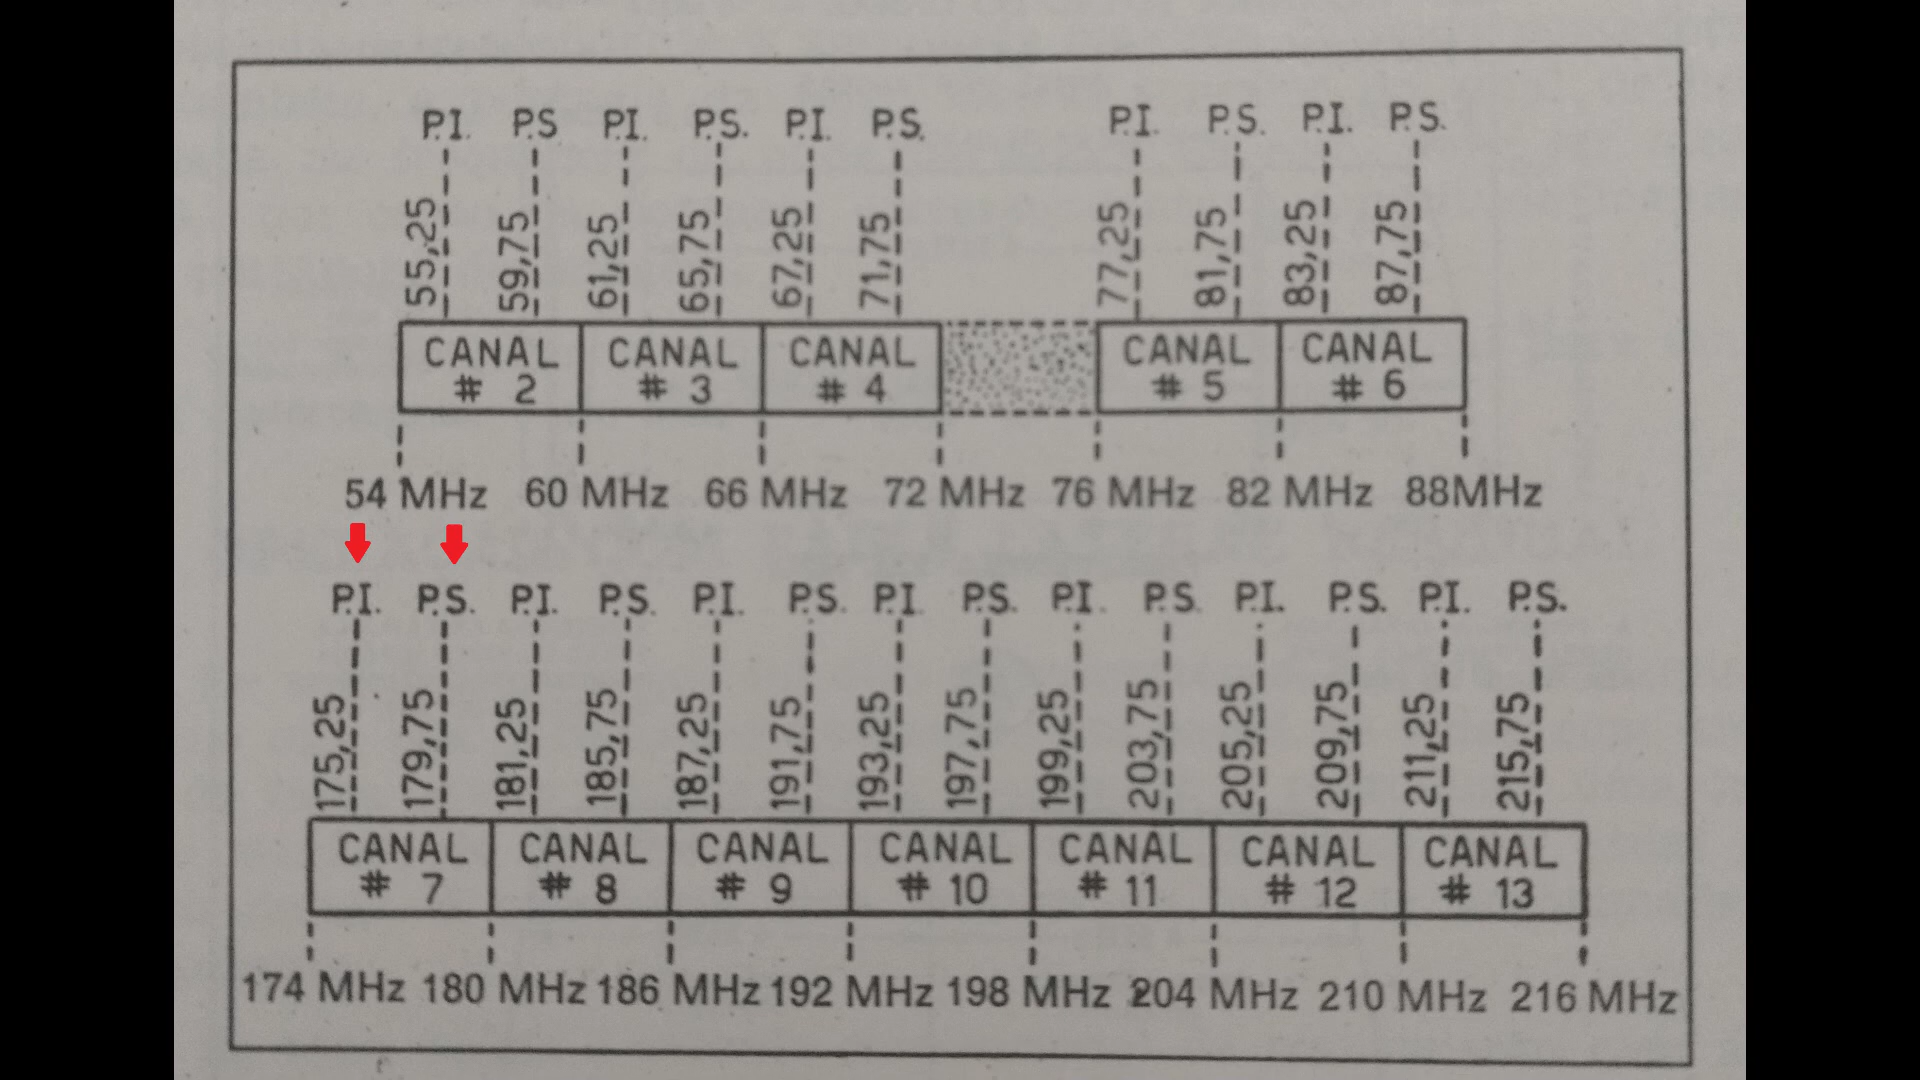 P.I. P.S P.I. P.S. P.I. P.S. P.I. P.S. P.I. P.S.
55,25 59,75 61,25 65,75 67,25 71,75 77,25 81,75 83,25 87,75
CANAL CANAL CANAL CANAL CANAL
# 2 # 3 # 4 # 5 # 6
54 MHz 60 MHz 66 MHz 72 MHz 76 MHz 82 MHz 88MHz
P.I. P.S. P.I. P.S. P.I. P.S. P.I. P.S. P.I. P.S. P.I. P.S. P.I. P.S.
175,25 179,75 181,25 185,75 187,25 191,75 193,25 197,75 199,25 203,75 205,25 209,75 211,25 215,75
CANAL CANAL CANAL CANAL CANAL CANAL CANAL
# 7 # 8 # 9 # 10 # 11 # 12 # 13
174 MHz 180 MHz 186 MHz 192 MHz 198 MHz 204 MHz 210 MHz 216 MHz